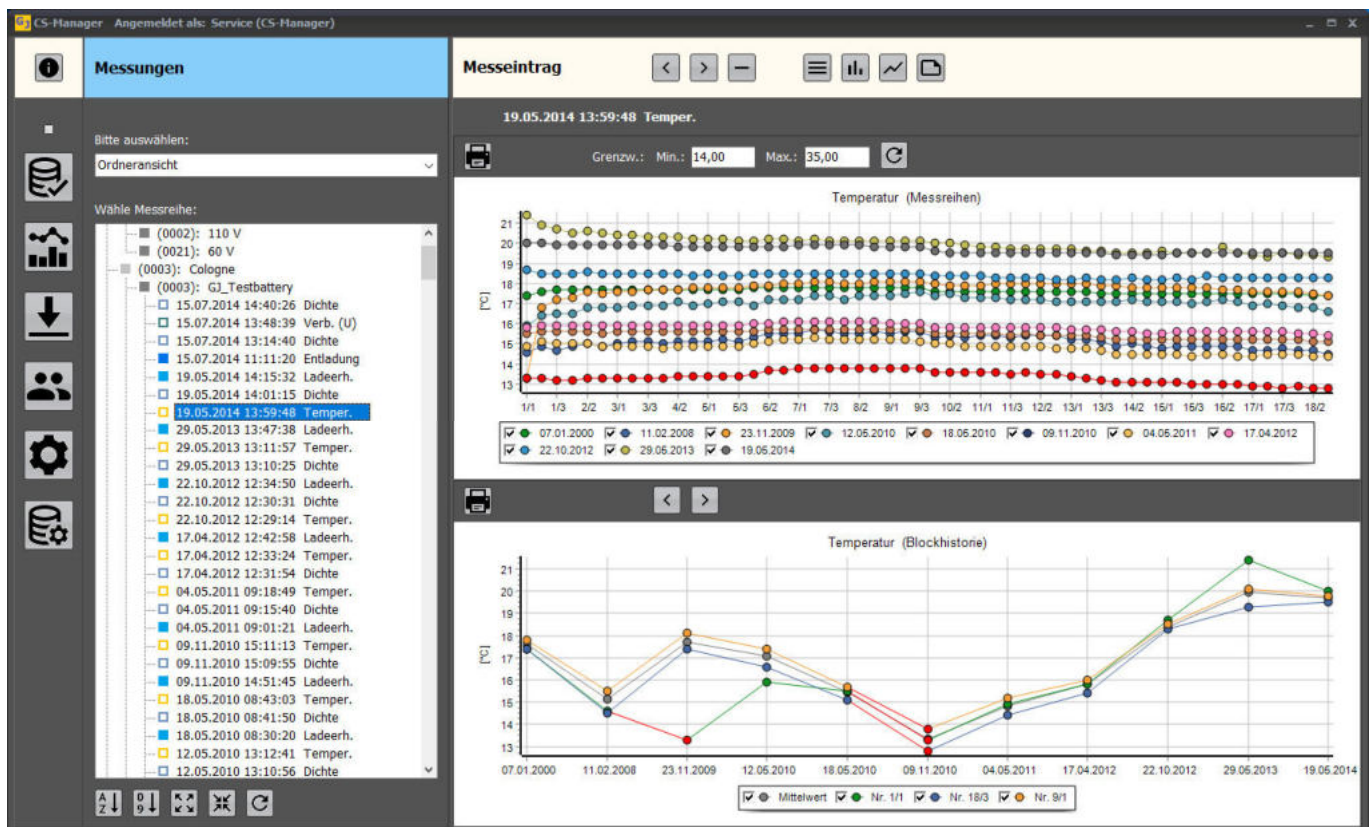 GJ CS-Manager Angemeldet als: Service (CS-Manager)
Messungen
Bitte auswählen:
Ordneransicht
Wähle Messreihe:
(0002): 110 V
(0021): 60 V
(0003): Cologne
(0003): GJ_Testbattery
15.07.2014 14:40:26 Dichte
15.07.2014 13:48:39 Verb. (U)
15.07.2014 13:14:40 Dichte
15.07.2014 11:11:20 Entladung
19.05.2014 14:15:32 Ladeerh.
19.05.2014 14:01:15 Dichte
19.05.2014 13:59:48 Temper.
29.05.2013 13:47:38 Ladeerh.
29.05.2013 13:11:57 Temper.
29.05.2013 13:10:25 Dichte
22.10.2012 12:34:50 Ladeerh.
22.10.2012 12:30:31 Dichte
22.10.2012 12:29:14 Temper.
17.04.2012 12:42:58 Ladeerh.
17.04.2012 12:33:24 Temper.
17.04.2012 12:31:54 Dichte
04.05.2011 09:18:49 Temper.
04.05.2011 09:15:40 Dichte
04.05.2011 09:01:21 Ladeerh.
09.11.2010 15:11:13 Temper.
09.11.2010 15:09:55 Dichte
09.11.2010 14:51:45 Ladeerh.
18.05.2010 08:43:03 Temper.
18.05.2010 08:41:50 Dichte
18.05.2010 08:30:20 Ladeerh.
12.05.2010 13:12:41 Temper.
12.05.2010 13:10:56 Dichte
A Z
0 9
Messeintrag
19.05.2014 13:59:48 Temper.
Grenzw.: Min.: 14,00 Max.: 35,00
Temperatur (Messreihen)
21
20
19
18
17
16
15
14
13
[°C]
1/1 1/3 2/2 3/1 3/3 4/2 5/1 5/3 6/2 7/1 7/3 8/2 9/1 9/3 10/2 11/1 11/3 12/2 13/1 13/3 14/2 15/1 15/3 16/2 17/1 17/3 18/2
07.01.2000 11.02.2008 23.11.2009 12.05.2010 18.05.2010 09.11.2010 04.05.2011 17.04.2012
22.10.2012 29.05.2013 19.05.2014
Temperatur (Blockhistorie)
21
20
19
18
17
16
15
14
13
[°C]
07.01.2000 11.02.2008 23.11.2009 12.05.2010 18.05.2010 09.11.2010 04.05.2011 17.04.2012 22.10.2012 29.05.2013 19.05.2014
Mittelwert Nr. 1/1 Nr. 18/3 Nr. 9/1